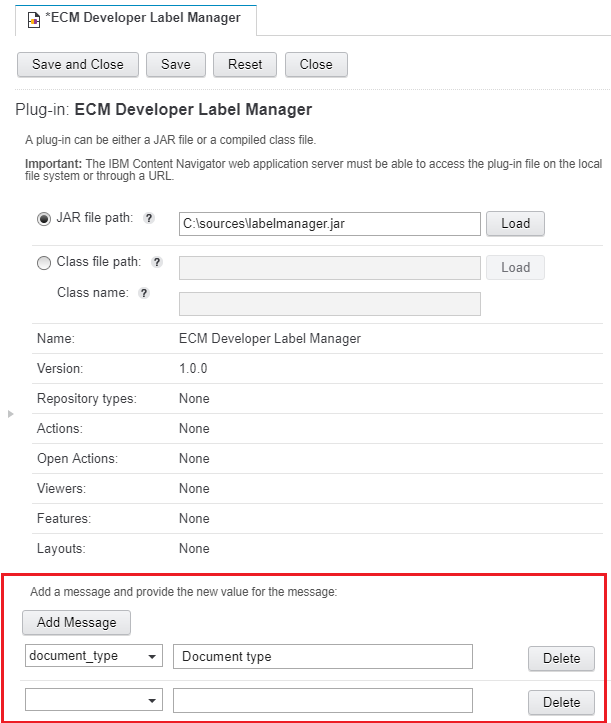 *ECM Developer Label Manager
Save and Close Save Reset Close
Plug-in: ECM Developer Label Manager
A plug-in can be either a JAR file or a compiled class file.
Important: The IBM Content Navigator web application server must be able to access the plug-in file on the local
file system or through a URL.
JAR file path: ? C:\sources\labelmanager.jar Load
Class file path: ? Load
Class name: ?
Name: ECM Developer Label Manager
Version: 1.0.0
Repository types: None
Actions: None
Open Actions: None
Viewers: None
Features: None
Layouts: None
Add a message and provide the new value for the message:
Add Message
document_type Document type Delete
Delete